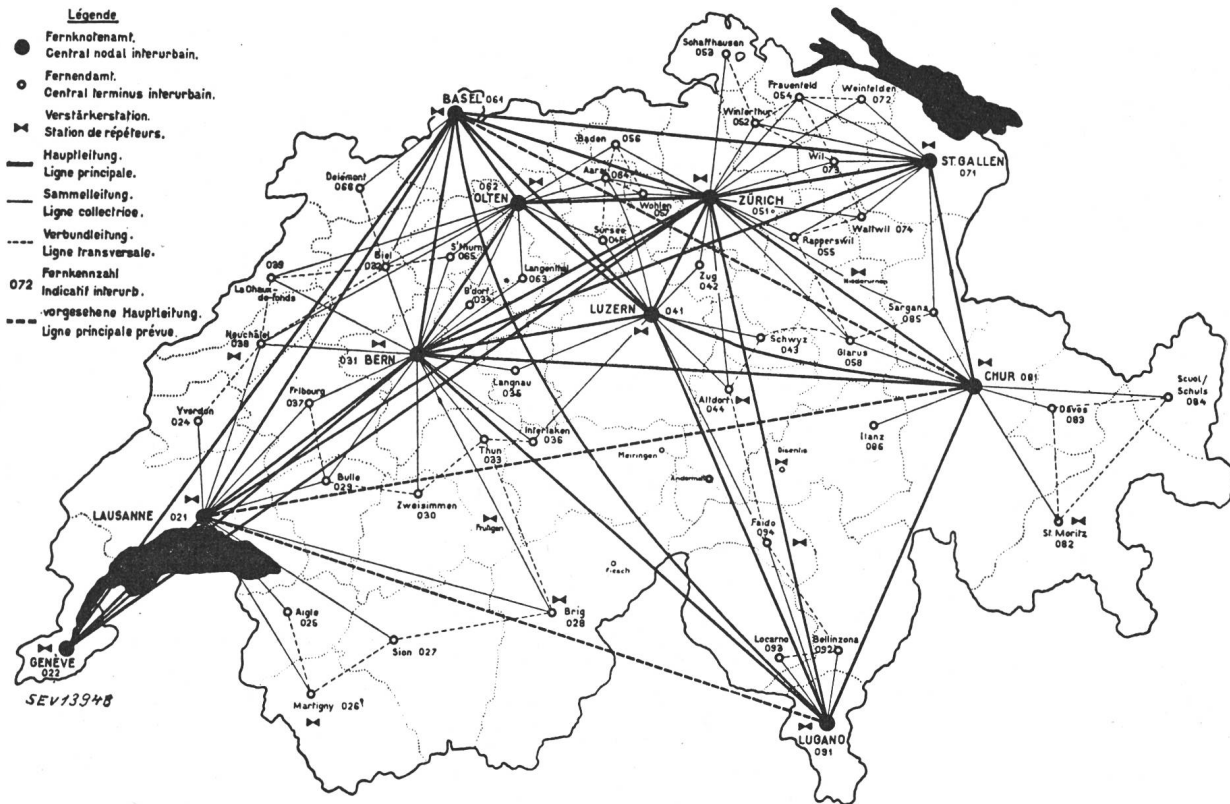 Légende
Fernknotenamt.
Central nodal interurbain.
Fernendamt.
Central terminus interurbain.
Verstärkerstation.
Station de répéteurs.
Hauptleitung.
Ligne principale.
Sammelleitung.
Ligne collectrice.
Verbundleitung.
Ligne transversale.
072 Fernkennzahl
Indicatif interurb.
vorgesehene Hauptleitung.
Ligne principale prévue.
Schaffhausen
053
Frauenfeld
054
Weinfelden
072
BASEL 061
Winterthur
052
Baden 056
Wil
073
ST. GALLEN
071
Delémont
066
Aarau 064
062
OLTEN
Wohlen
057
ZÜRICH
051
Wattwil 074
Rapperswil
055
Sursee
045
S'thurn
065
Biel
032
039
La Chaux-
de-fonds
Langenthal
063
B'dorf
034
Zug
042
Niederurnen
Sargans
085
LUZERN 041
Neuchâtel
038
031 BERN
Schwyz
043
Glarus
058
Langnau
035
CHUR 081
Scuol/
Schuls
084
Fribourg
037
Altdorf
044
Davos
083
Yverdon
024
Ilanz
086
Interlaken
036
Thun
033
Meiringen
Disentis
Andermatt
Bulle
029
Zweisimmen
030
LAUSANNE 021
Frutigen
Faido
094
St. Moritz
082
Fiesch
Aigle
025
Brig
028
Sion 027
Locarno
093
Bellinzona
092
GENÈVE
022
SEV13948
Martigny 026
LUGANO
091